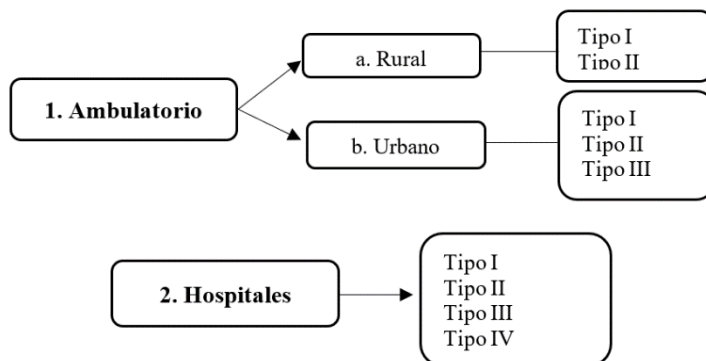 a. Rural
Tipo I
Tipo II
1. Ambulatorio
b. Urbano
Tipo I
Tipo II
Tipo III
2. Hospitales
Tipo I
Tipo II
Tipo III
Tipo IV